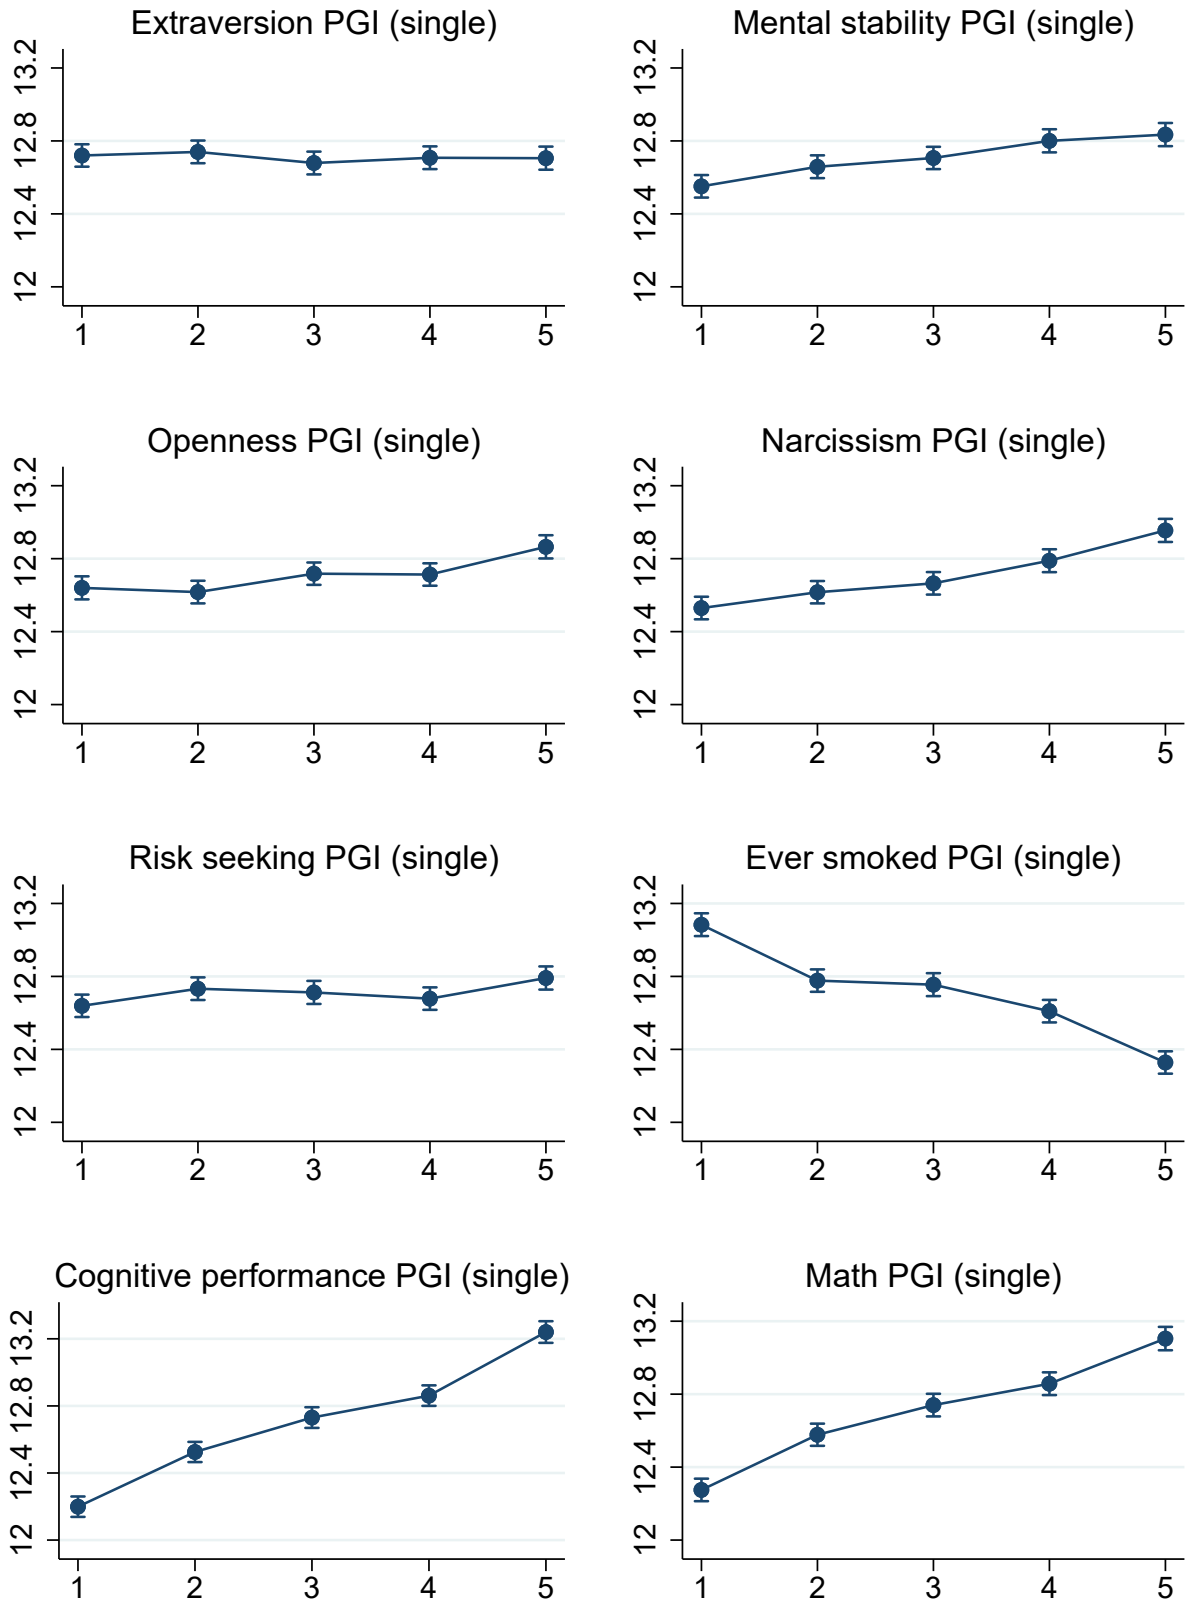 Extraversion PGI (single)
13.2
12.8
12.4
12
1 2 3 4 5
Mental stability PGI (single)
13.2
12.8
12.4
12
1 2 3 4 5
Openness PGI (single)
13.2
12.8
12.4
12
1 2 3 4 5
Narcissism PGI (single)
13.2
12.8
12.4
12
1 2 3 4 5
Risk seeking PGI (single)
13.2
12.8
12.4
12
1 2 3 4 5
Ever smoked PGI (single)
13.2
12.8
12.4
12
1 2 3 4 5
Cognitive performance PGI (single)
13.2
12.8
12.4
12
1 2 3 4 5
Math PGI (single)
13.2
12.8
12.4
12
1 2 3 4 5